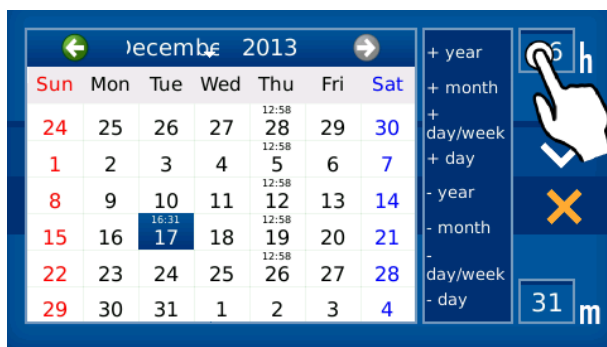 December 2013
Sun Mon Tue Wed Thu Fri Sat
12:58
24 25 26 27 28 29 30
12:58
1 2 3 4 5 6 7
12:58
8 9 10 11 12 13 14
16:31 12:58
15 16 17 18 19 20 21
12:58
22 23 24 25 26 27 28
29 30 31 1 2 3 4
+ year
+ month
+
day/week
+ day
- year
- month
-
day/week
- day
h
31 m